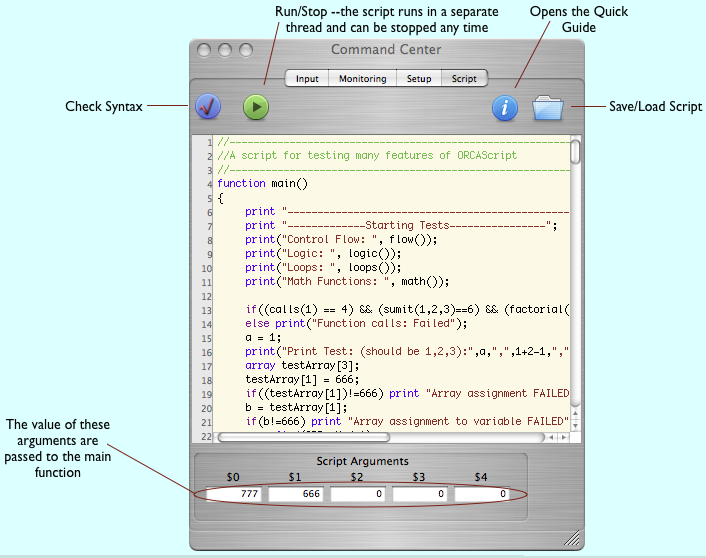 Run/Stop --the script runs in a separate
thread and can be stopped any time
Opens the Quick
Guide
Command Center
Input
Monitoring
Setup
Script
Check Syntax
Save/Load Script
1 //-----------------------------------------------------------
2 //A script for testing many features of ORCAScript
3 //-----------------------------------------------------------
4 function main()
5 {
6 print "-----------------------------------------------
7 print "-------------Starting Tests----------------";
8 print("Control Flow: ", flow());
9 print("Logic: ", logic());
10 print("Loops: ", loops());
11 print("Math Functions: ", math());
12
13 if((calls(1) == 4) && (sumit(1,2,3)==6) && (factorial(
14 else print("Function calls: Failed");
15 a = 1;
16 print("Print Test: (should be 1,2,3):",a,",",1+2-1,","
17 array testArray[3];
18 testArray[1] = 666;
19 if((testArray[1])!=666) print "Array assignment FAILED
20 b = testArray[1];
21 if(b!=666) print "Array assignment to variable FAILED"
22
The value of these
arguments are
passed to the main
function
Script Arguments
$0 $1 $2 $3 $4
777 666 0 0 0